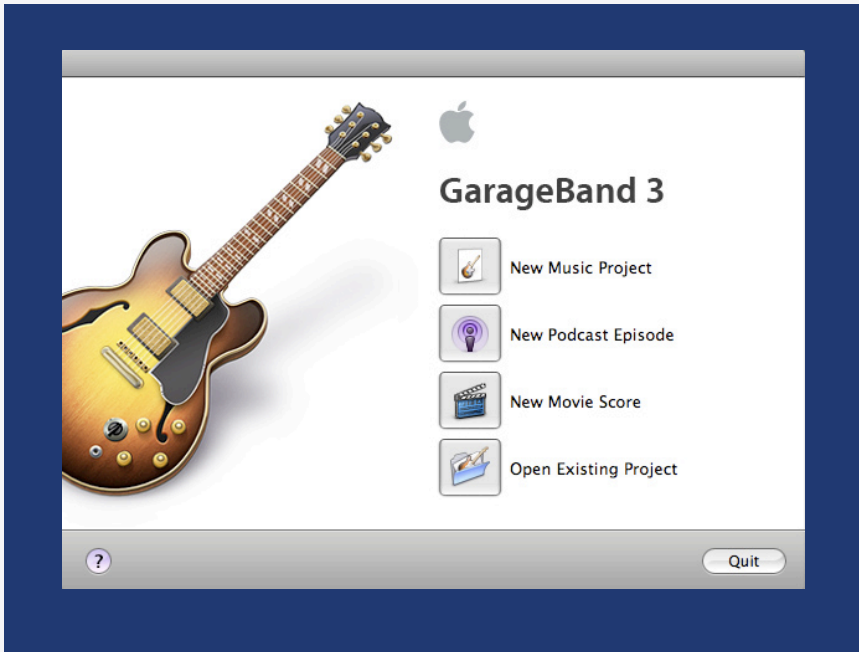 GarageBand 3
New Music Project
New Podcast Episode
New Movie Score
Open Existing Project
?
Quit